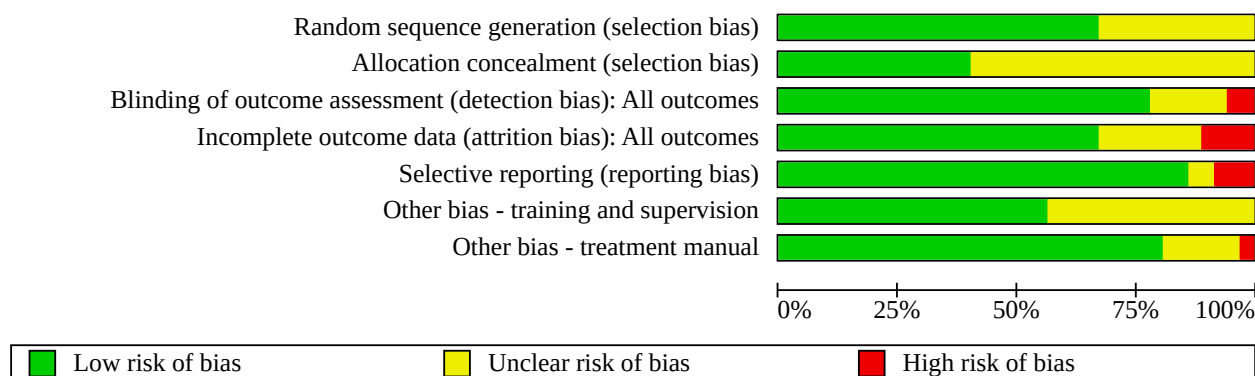 Random sequence generation (selection bias)
Allocation concealment (selection bias)
Blinding of outcome assessment (detection bias): All outcomes
Incomplete outcome data (attrition bias): All outcomes
Selective reporting (reporting bias)
Other bias - training and supervision
Other bias - treatment manual
0% 25% 50% 75% 100%
Low risk of bias Unclear risk of bias High risk of bias